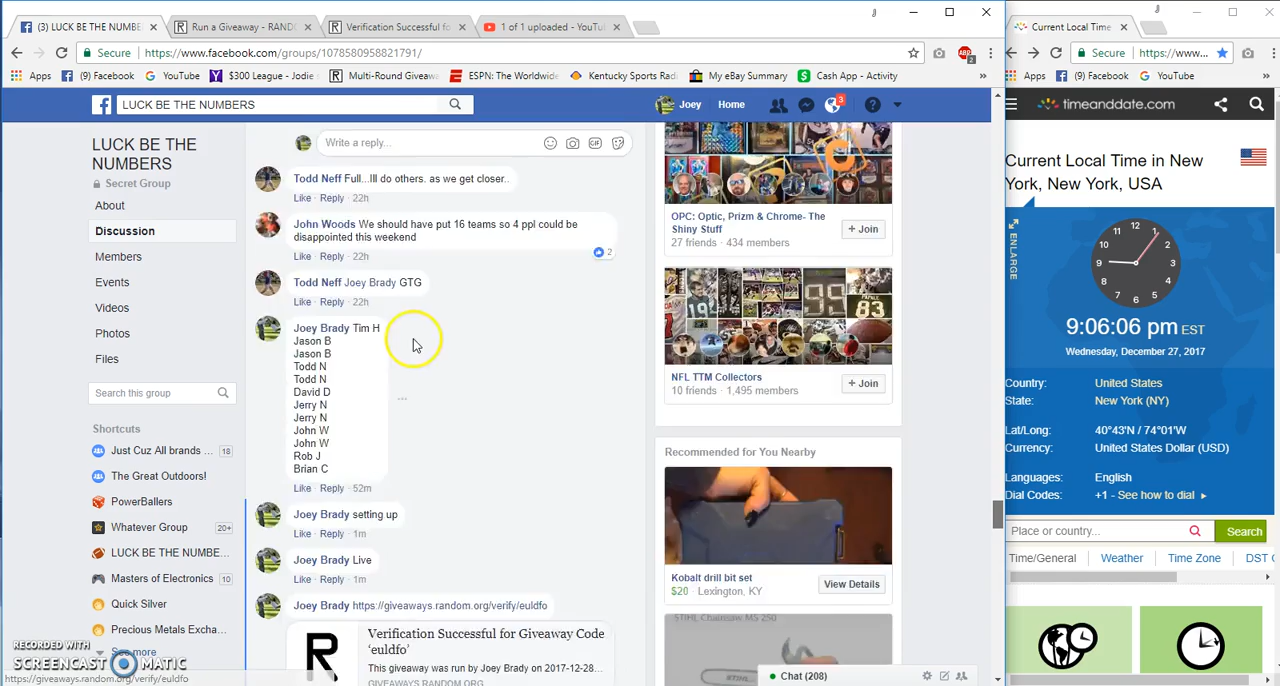 (3) LUCK BE THE NUMBE
Run a Giveaway - RAND
Verification Successful fo
1 of 1 uploaded - YouTu
Current Local Time
Secure
https://www.facebook.com/groups/1078580958821791/
Secure
https://www...
Apps
(9) Facebook
YouTube
$300 League - Jodi
Multi-Round Giveaw
ESPN: The Worldwide
Kentucky Sports Rad
My eBay Summary
Cash App - Activity
Apps
(9) Facebook
YouTube
LUCK BE THE NUMBERS
Joey
Home
3
timeanddate.com
LUCK BE THE
NUMBERS
Secret Group
About
Discussion
Members
Events
Videos
Photos
Files
Search this group
Shortcuts
Just Cuz All brands ... 18
The Great Outdoors!
PowerBallers
Whatever Group 20+
LUCK BE THE NUMBE...
Masters of Electronics 10
Quick Silver
Precious Metals Excha...
See more
RECORDED WITH
SCREENCAST MATIC
https://giveaways.random.org/verify/euldfo
Write a reply...
Todd Neff Full...Ill do others. as we get closer..
Like · Reply · 22h
John Woods We should have put 16 teams so 4 ppl could be
disappointed this weekend
Like · Reply · 22h
2
Todd Neff Joey Brady GTG
Like · Reply · 22h
Joey Brady Tim H
Jason B
Jason B
Todd N
Todd N
David D
Jerry N
Jerry N
John W
John W
Rob J
Brian C
Like · Reply · 52m
Joey Brady setting up
Like · Reply · 1m
Joey Brady Live
Like · Reply · 1m
Joey Brady https://giveaways.random.org/verify/euldfo
R
Verification Successful for Giveaway Code
'euldfo'
This giveaway was run by Joey Brady on 2017-12-28...
GIVEAWAYS.RANDOM.ORG
OPC: Optic, Prizm & Chrome- The
Shiny Stuff
27 friends · 434 members
+ Join
19
99
83
NFL TTM Collectors
10 friends · 1,495 members
+ Join
Recommended for You Nearby
Kobalt drill bit set
$20 · Lexington, KY
View Details
STIHL Chainsaw MS 250
Chat (208)
Current Local Time in New
York, New York, USA
ENLARGE
12
1
2
3
4
5
6
7
8
9
10
11
9:06:06 pm EST
Wednesday, December 27, 2017
Country: United States
State: New York (NY)
Lat/Long: 40°43'N / 74°01'W
Currency: United States Dollar (USD)
Languages: English
Dial Codes: +1 - See how to dial
Place or country...
Search
Time/General
Weather
Time Zone
DST C